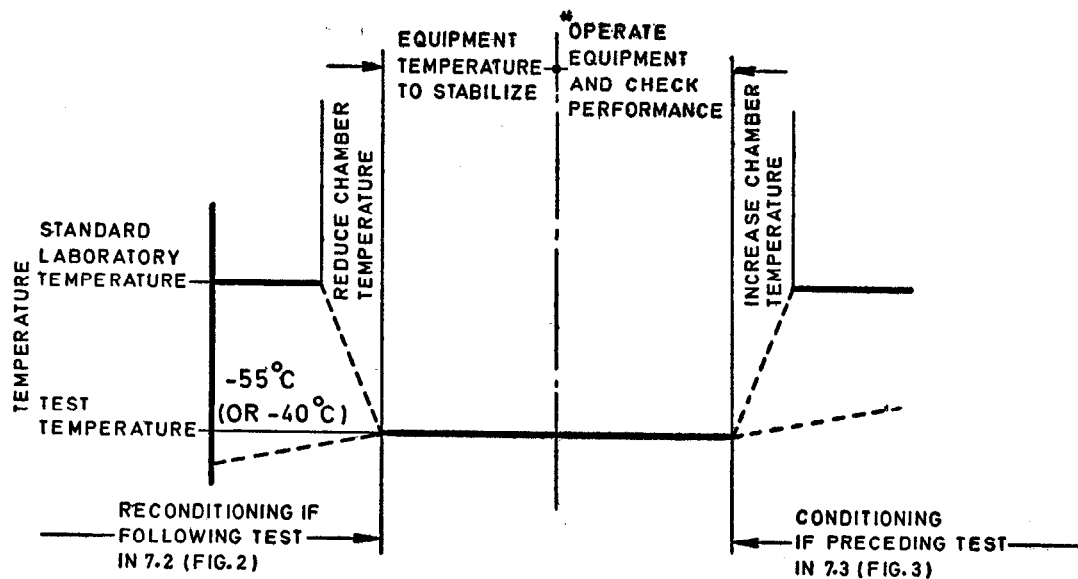 EQUIPMENT
TEMPERATURE
TO STABILIZE
*OPERATE
EQUIPMENT
AND CHECK
PERFORMANCE
REDUCE CHAMBER
TEMPERATURE
INCREASE CHAMBER
TEMPERATURE
STANDARD
LABORATORY
TEMPERATURE
TEMPERATURE
-55°C
(OR -40°C)
TEST
TEMPERATURE
RECONDITIONING IF
FOLLOWING TEST
IN 7.2 (FIG.2)
CONDITIONING
IF PRECEDING TEST
IN 7.3 (FIG.3)